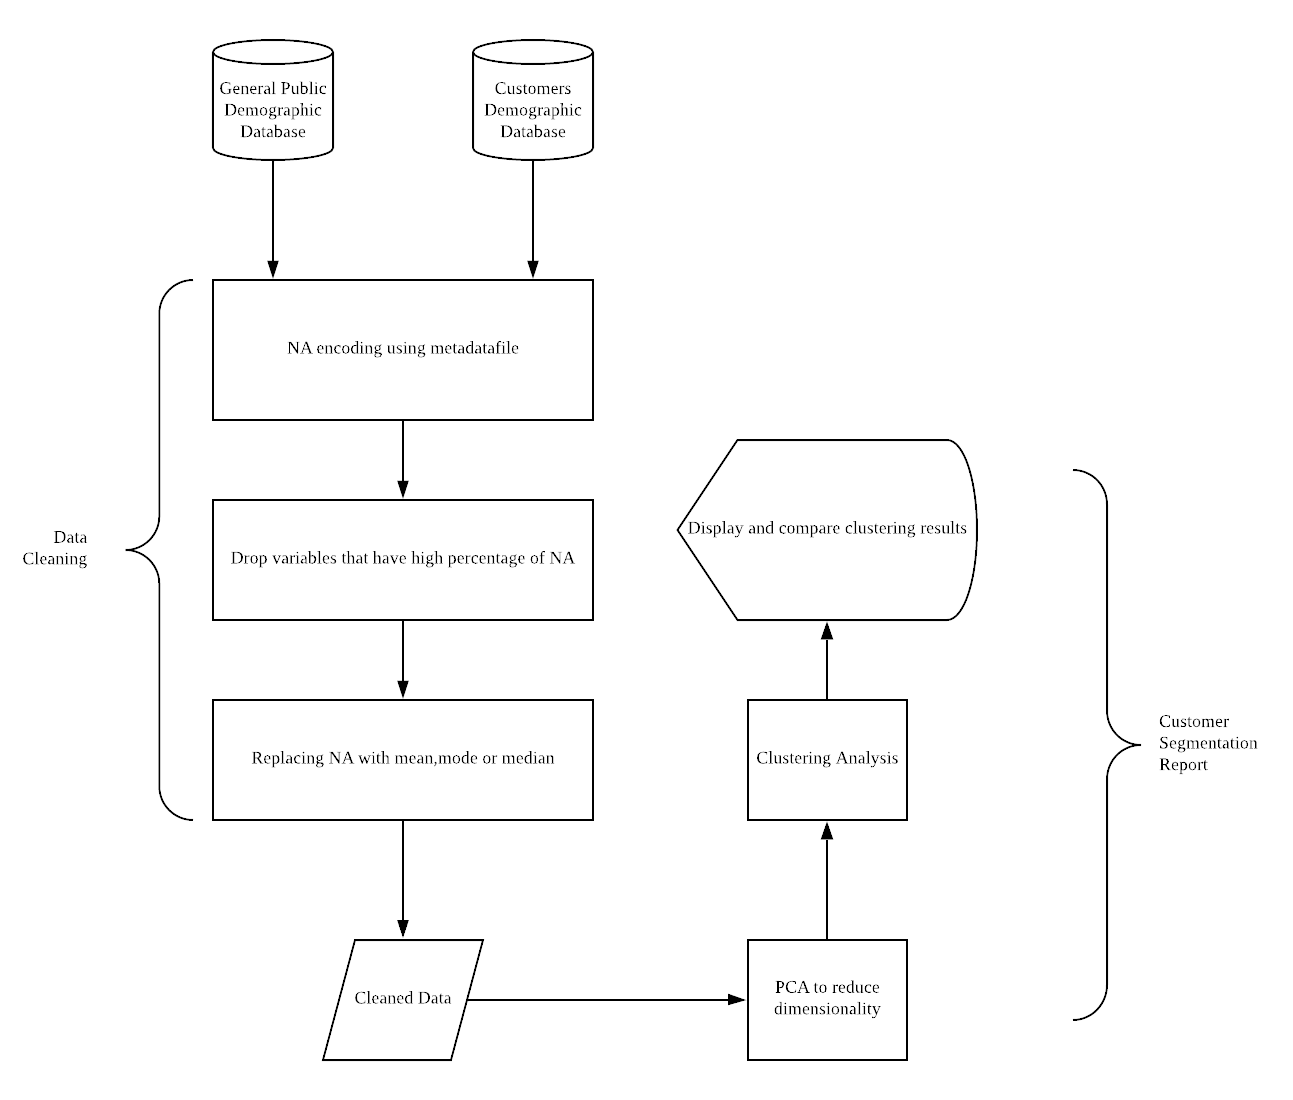 General Public
Demographic
Database
Customers
Demographic
Database
NA encoding using metadatafile
Data
Cleaning
Drop variables that have high percentage of NA
Replacing NA with mean,mode or median
Cleaned Data
Display and compare clustering results
Clustering Analysis
PCA to reduce
dimensionality
Customer
Segmentation
Report